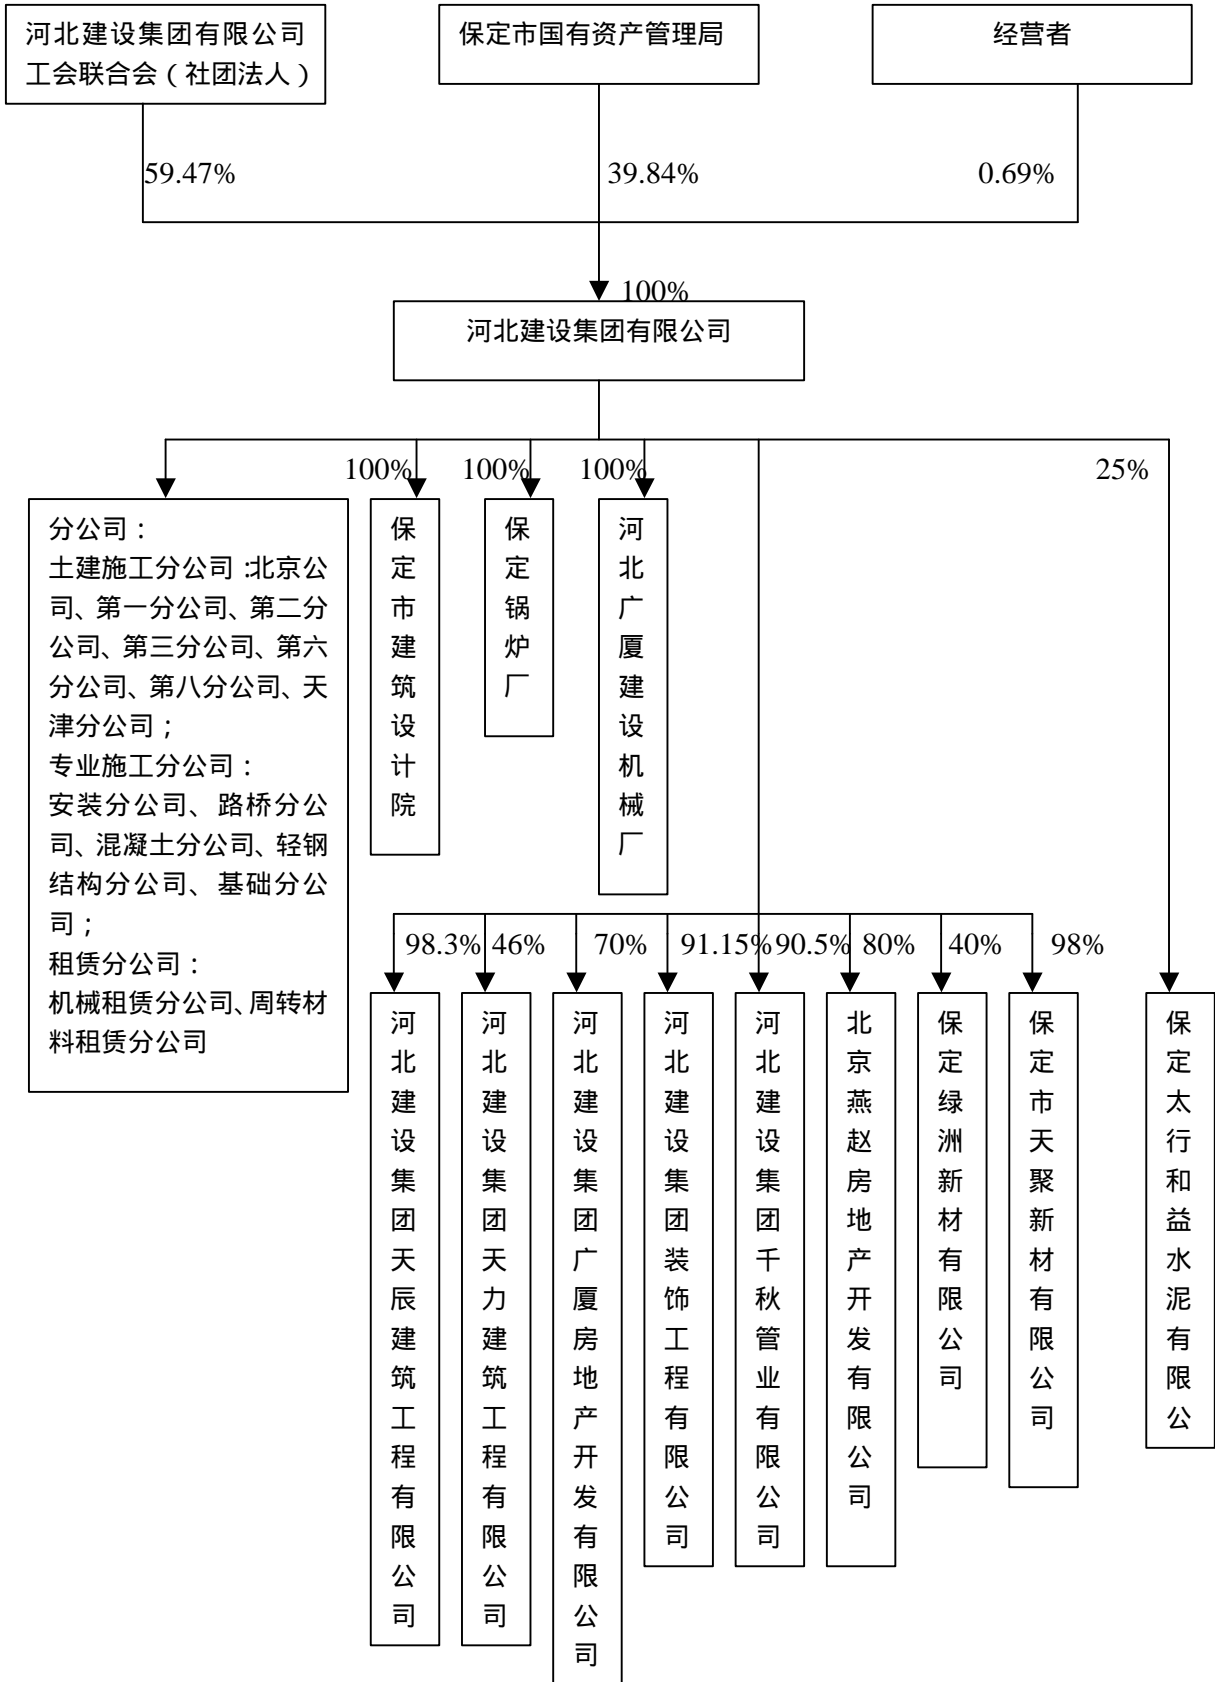 河北建设集团有限公司
工会联合会（社团法人）
保定市国有资产管理局
经营者
59.47%
39.84%
0.69%
100%
河北建设集团有限公司
100%
100%
100%
25%
分公司：
土建施工分公司：北京公
司、第一分公司、第二分
公司、第三分公司、第六
分公司、第八分公司、天
津分公司；
专业施工分公司：
安装分公司、路桥分公
司、混凝土分公司、轻钢
结构分公司、基础分公
司；
租赁分公司：
机械租赁分公司、周转材
料租赁分公司
保定市建筑设计院
保定锅炉厂
河北广厦建设机械厂
98.3%
46%
70%
91.15%
90.5%
80%
40%
98%
河北建设集团天辰建筑工程有限公司
河北建设集团天力建筑工程有限公司
河北建设集团广厦房地产开发有限公司
河北建设集团装饰工程有限公司
河北建设集团千秋管业有限公司
北京燕赵房地产开发有限公司
保定绿洲新材有限公司
保定市天聚新材有限公司
保定太行和益水泥有限公